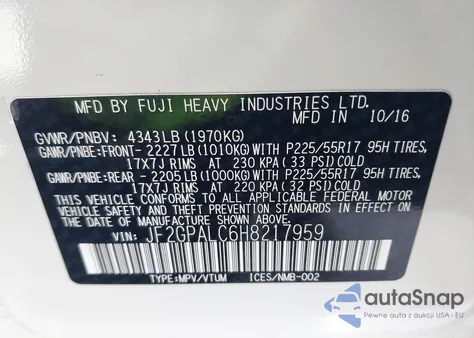 MFD BY FUJI HEAVY INDUSTRIES LTD.
MFD IN 10/16
GVWR/PNBV: 4343LB (1970KG)
GAWR/PNBE:FRONT- 2227LB (1010KG)WITH P225/55R17 95H TIRES,
17X7J RIMS AT 230 KPA (33 PSI)COLD
GAWR/PNBE:REAR - 2205LB (1000KG)WITH P225/55R17 95H TIRES,
17X7J RIMS AT 220 KPA (32 PSI)COLD
THIS VEHICLE CONFORMS TO ALL APPLICABLE FEDERAL MOTOR
VEHICLE SAFETY AND THEFT PREVENTION STANDARDS IN EFFECT
ON THE DATE OF MANUFACTURE SHOWN ABOVE.
VIN: JF2GPALC6H8217959
TYPE:MPV/VTUM ICES/NMB-002
autoSnap
Pewne auta z aukcji USA i EU